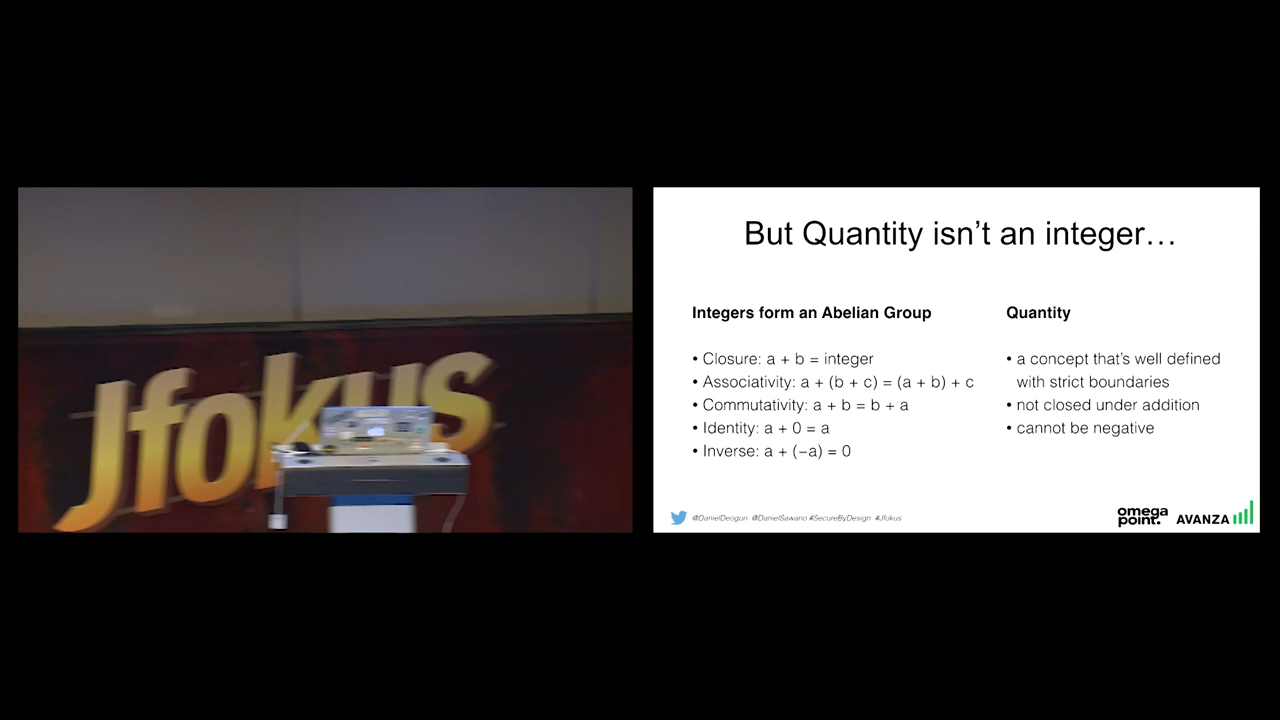 Jfokus
But Quantity isn't an integer…
Integers form an Abelian Group
• Closure: a + b = integer
• Associativity: a + (b + c) = (a + b) + c
• Commutativity: a + b = b + a
• Identity: a + 0 = a
• Inverse: a + (−a) = 0
Quantity
• a concept that's well defined
with strict boundaries
• not closed under addition
• cannot be negative
@DanielDeogun @DanielSawano #SecureByDesign #Jfokus
omega
point.
AVANZA